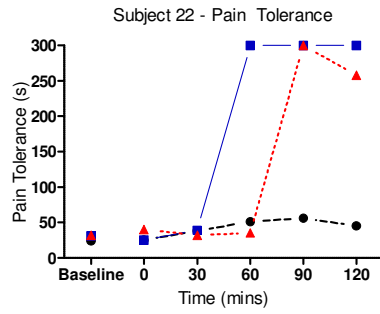 Subject 22 - Pain Tolerance
Pain Tolerance (s)
300
250
200
150
100
50
0
Baseline 0 30 60 90 120
Time (mins)